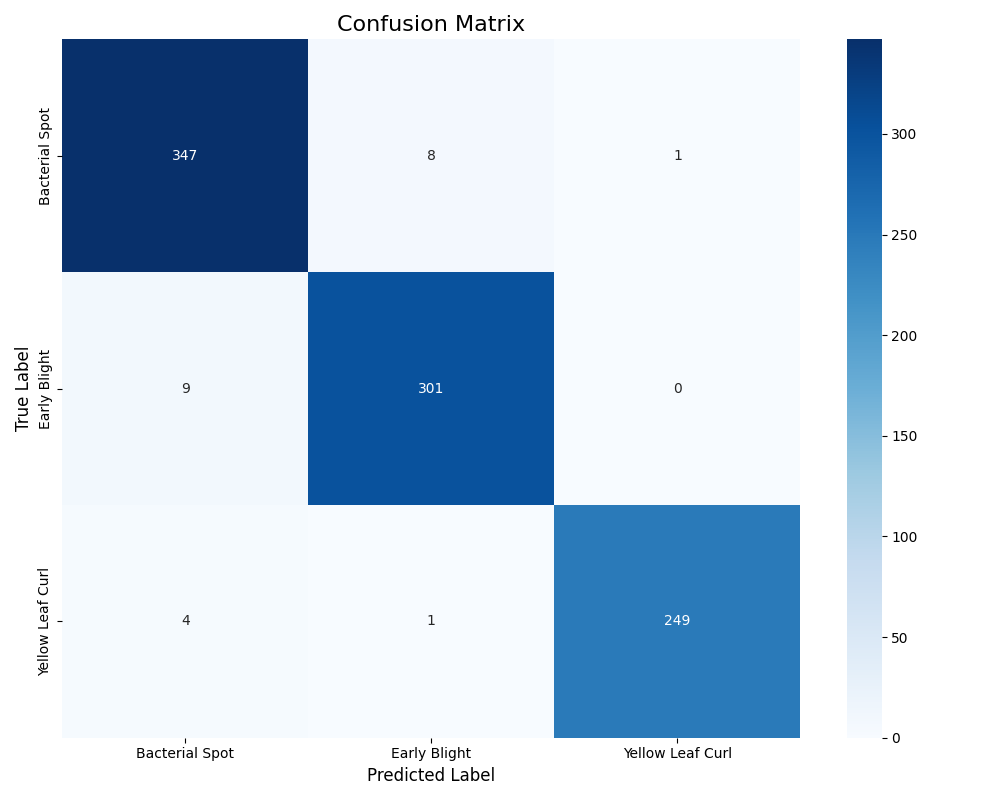 Confusion Matrix
True Label
Bacterial Spot
347
8
1
Early Blight
9
301
0
Yellow Leaf Curl
4
1
249
Bacterial Spot
Early Blight
Yellow Leaf Curl
Predicted Label
300
250
200
150
100
50
0